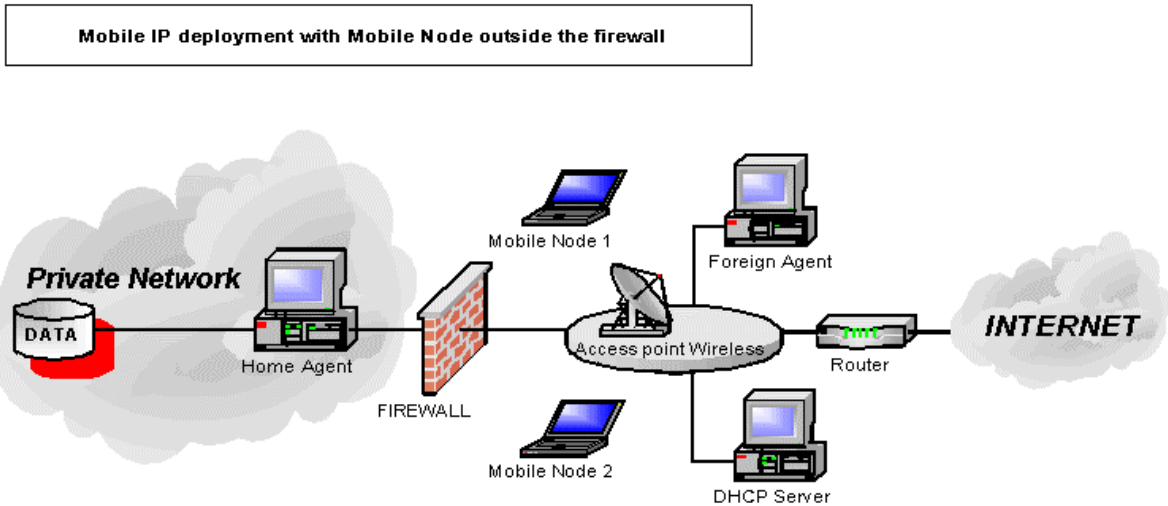 Mobile IP deployment with Mobile Node outside the firewall
Mobile Node 1
Foreign Agent
Private Network
DATA
Home Agent
FIREWALL
Access point Wireless
Router
INTERNET
Mobile Node 2
DHCP Server